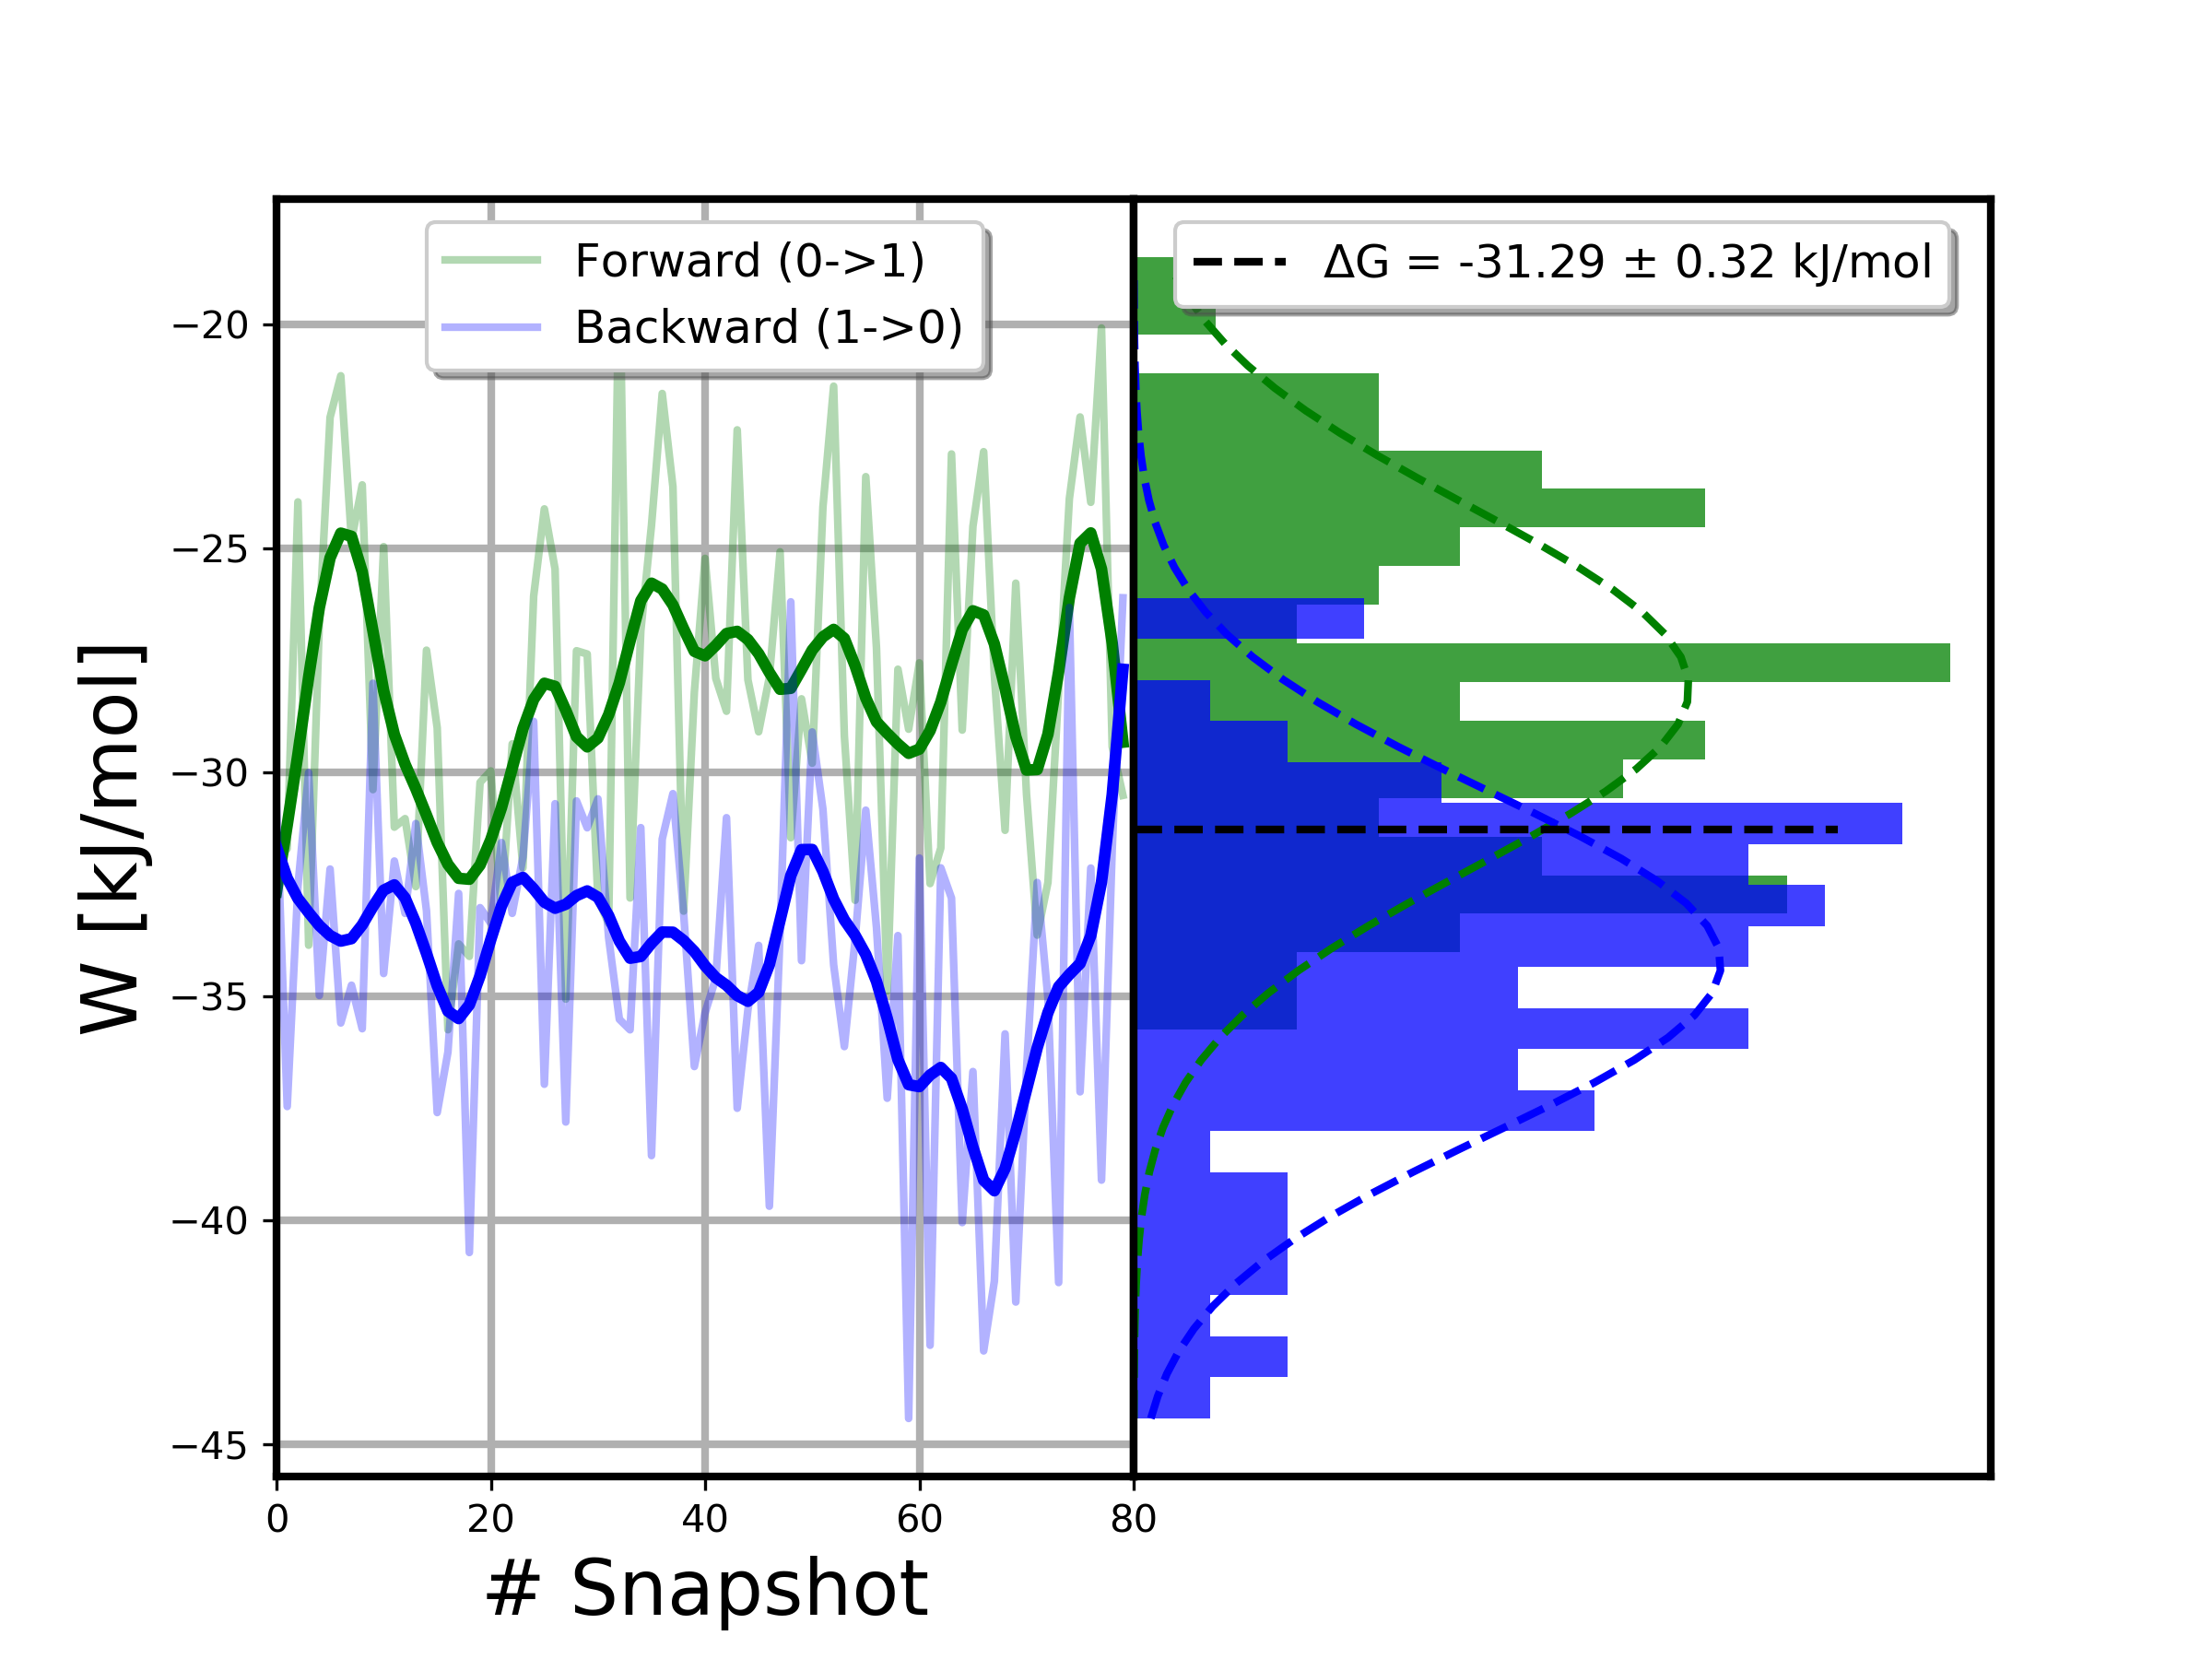 Forward (0->1)
Backward (1->0)
ΔG = -31.29 ± 0.32 kJ/mol
W [kJ/mol]
−20
−25
−30
−35
−40
−45
0 20 40 60 80
# Snapshot